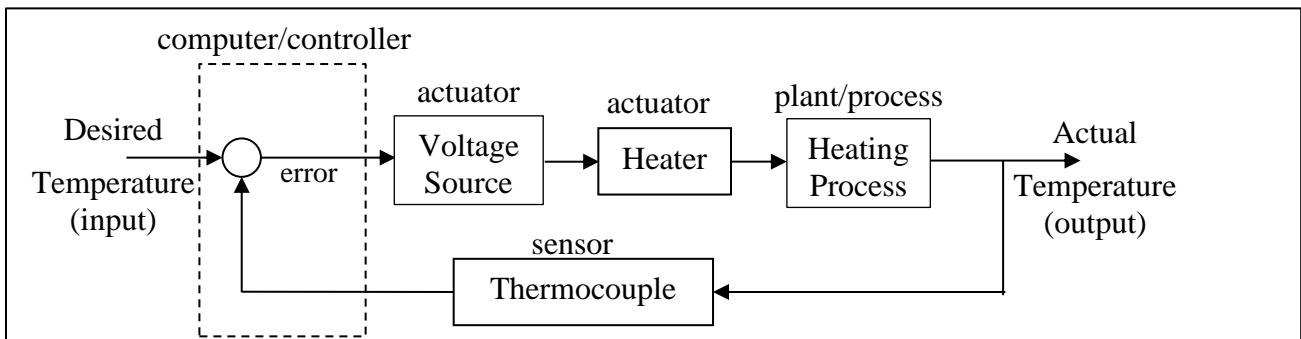 computer/controller
actuator
actuator
plant/process
Desired
Temperature
(input)
error
Voltage
Source
Heater
Heating
Process
Actual
Temperature
(output)
sensor
Thermocouple